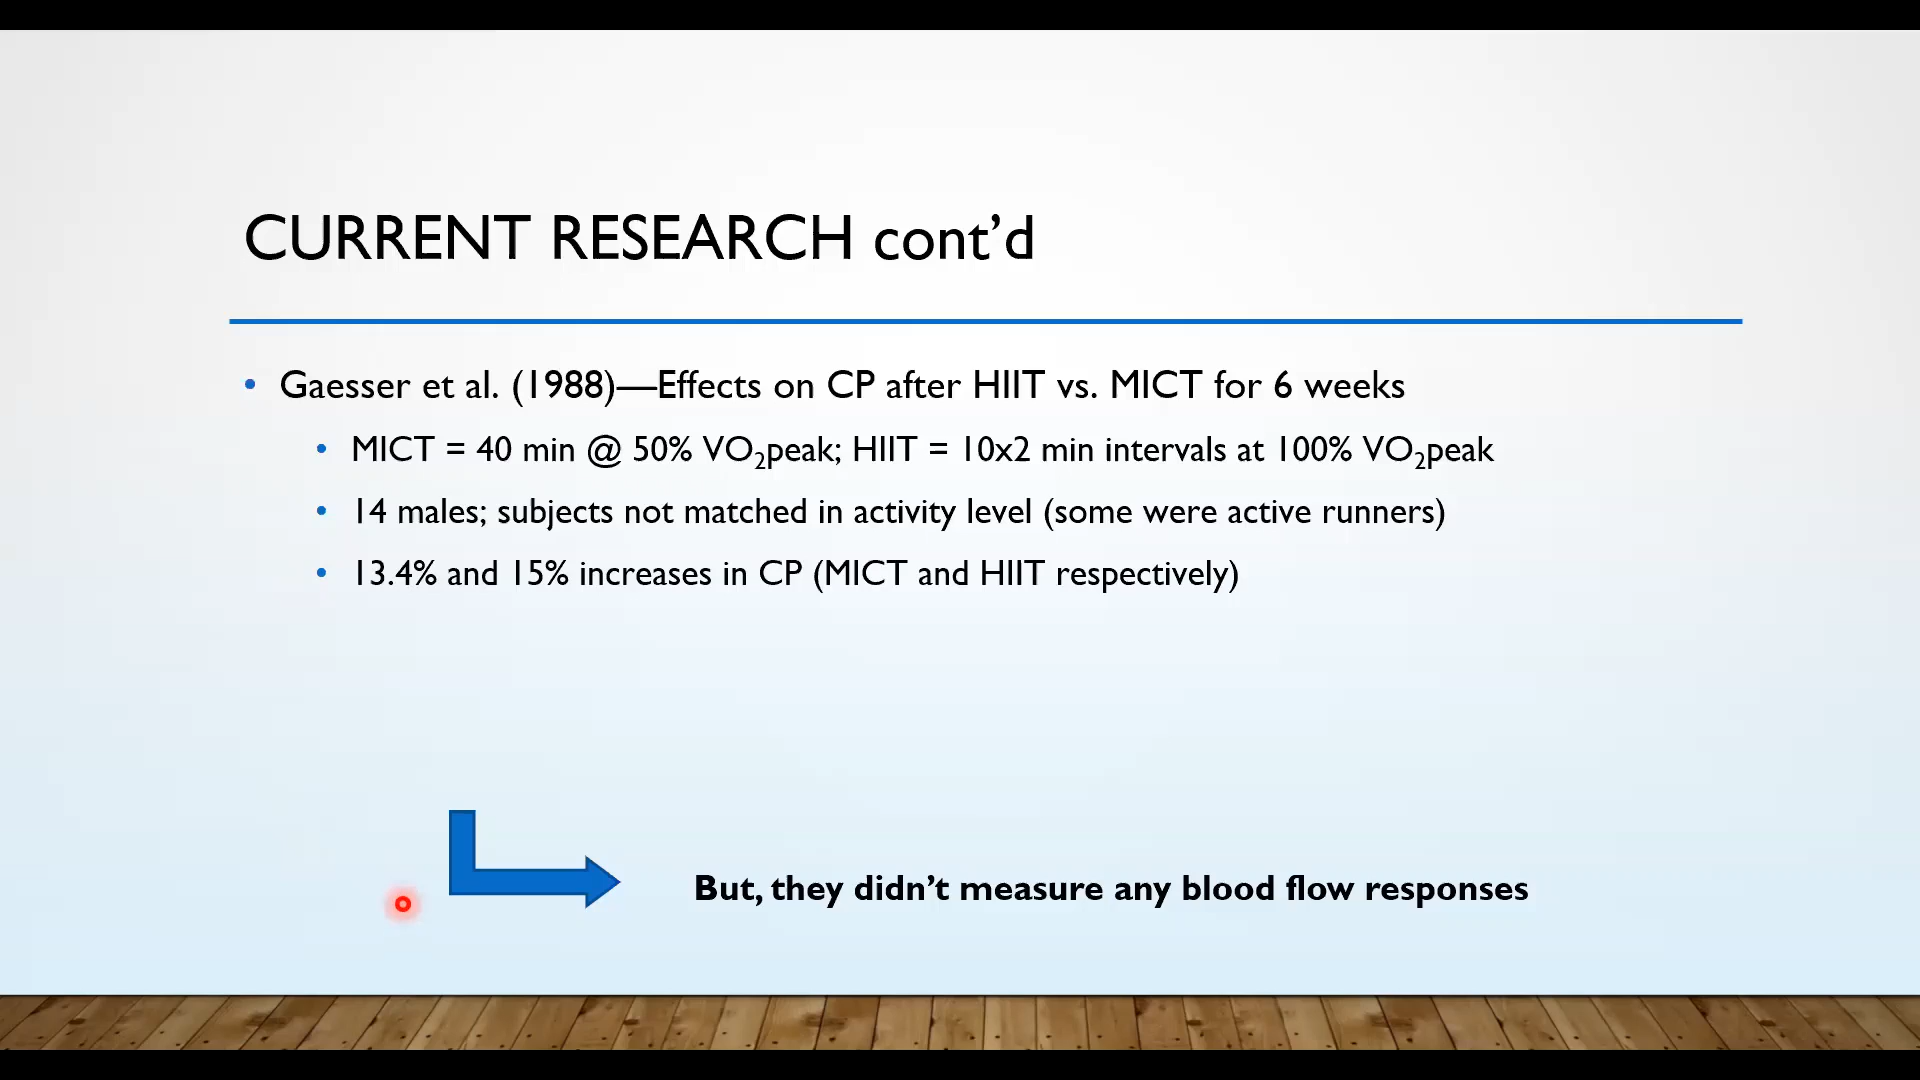 CURRENT RESEARCH cont’d
• Gaesser et al. (1988)—Effects on CP after HIIT vs. MICT for 6 weeks
• MICT = 40 min @ 50% VO₂peak; HIIT = 10x2 min intervals at 100% VO₂peak
• 14 males; subjects not matched in activity level (some were active runners)
• 13.4% and 15% increases in CP (MICT and HIIT respectively)
But, they didn’t measure any blood flow responses